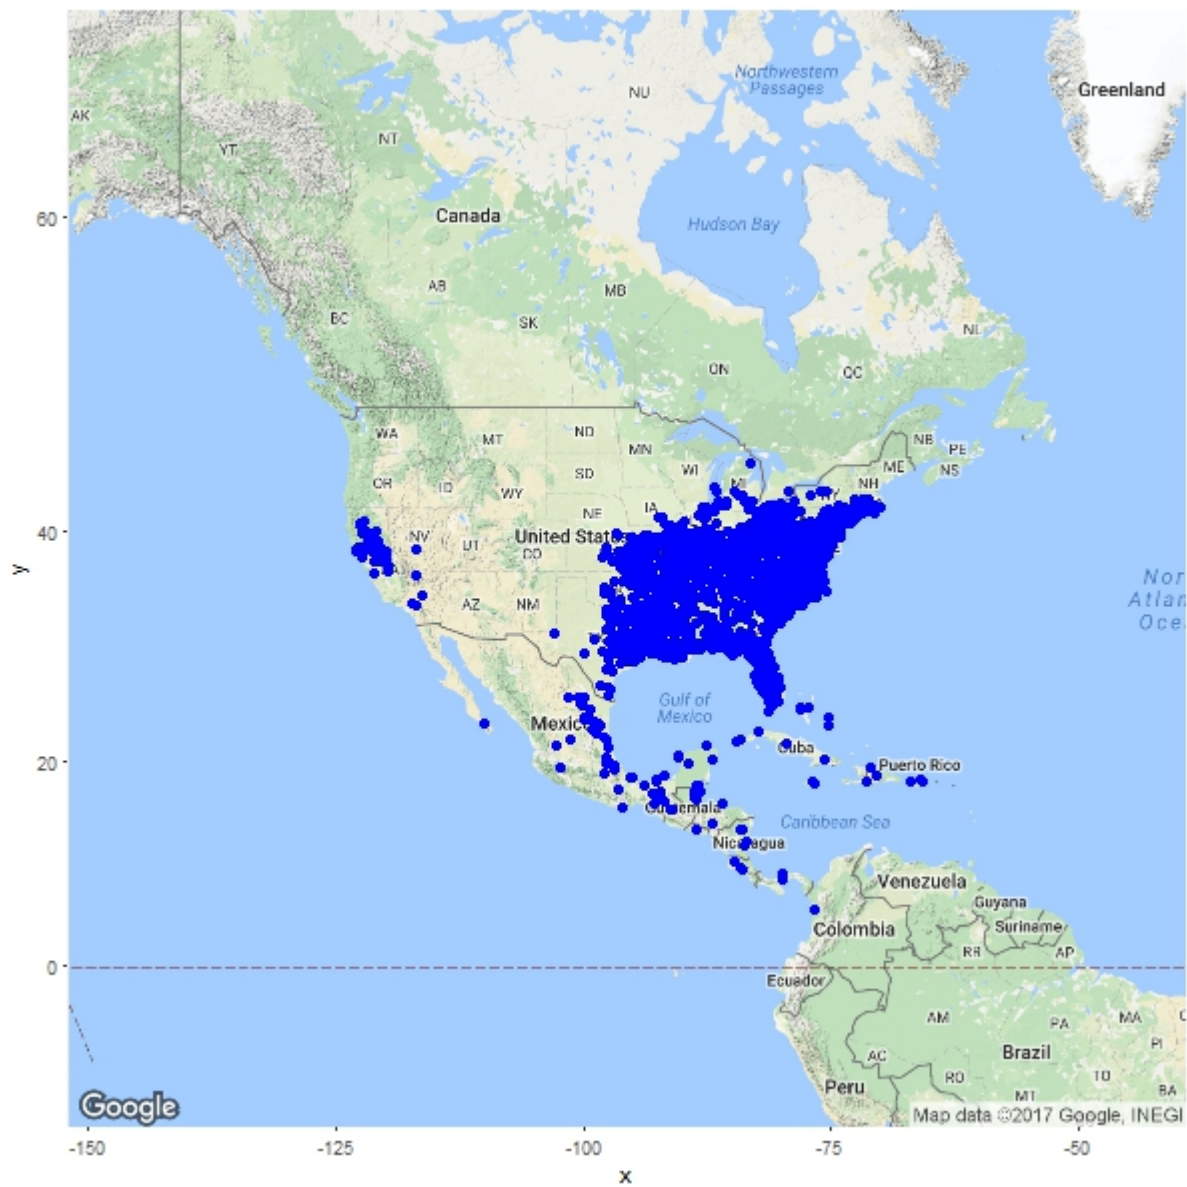 Greenland
Northwestern
Passages
NU
AK
NT
YT
60
Canada
Hudson Bay
AB
MB
BC
SK
NL
ON
QC
WA
ND
NB
MT
MN
PE
ME
NS
WI
SD
OR
ID
MI
NH
WY
IA
NY
NE
40
NV
United Stat
UT
CO
Nor
Atlan
Oce
AZ
NM
y
Gulf of
Mexico
Mexic
Cuba
20
Puerto Rico
Guatemala
Caribbean Sea
Nicaragua
Venezuela
Guyana
Colombia
Suriname
RR
AP
0
Ecuador
AM
PA
MA
PI
AC
Brazil
RO
TO
Peru
MT
BA
Google
Map data ©2017 Google, INEGI
-150
-125
-100
-75
-50
x